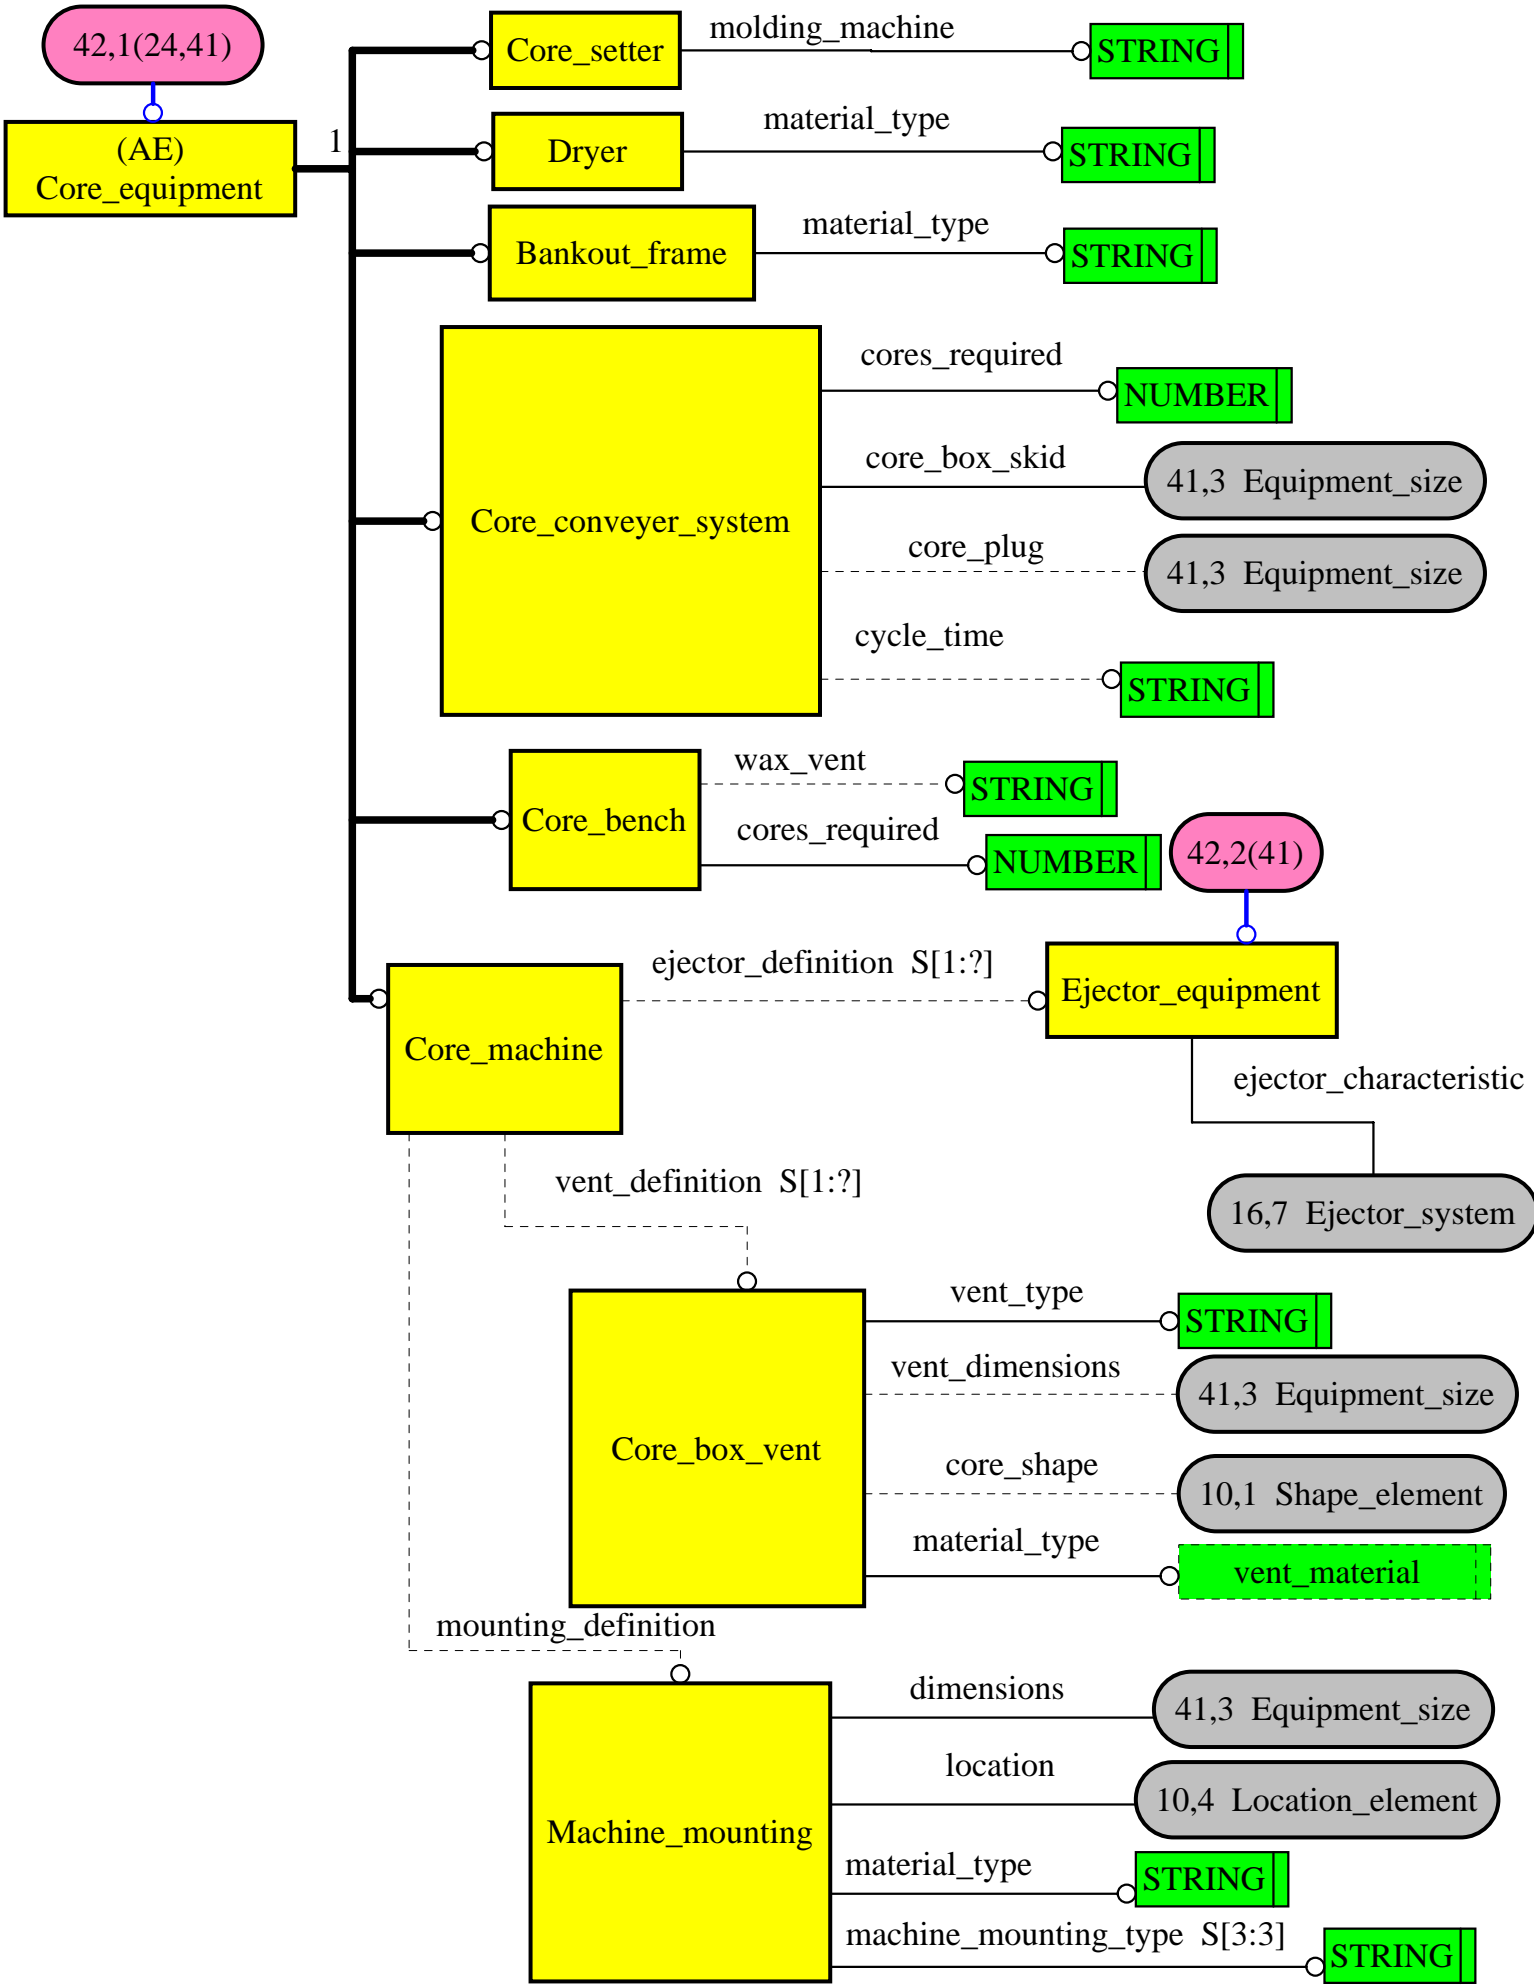 42,1(24,41)
(AE)
Core_equipment
1
Core_setter
molding_machine
STRING
Dryer
material_type
STRING
Bankout_frame
material_type
STRING
Core_conveyer_system
cores_required
NUMBER
core_box_skid
41,3 Equipment_size
core_plug
41,3 Equipment_size
cycle_time
STRING
Core_bench
wax_vent
STRING
cores_required
NUMBER
42,2(41)
Core_machine
ejector_definition S[1:?]
Ejector_equipment
ejector_characteristic
16,7 Ejector_system
vent_definition S[1:?]
Core_box_vent
vent_type
STRING
vent_dimensions
41,3 Equipment_size
core_shape
10,1 Shape_element
material_type
vent_material
mounting_definition
Machine_mounting
dimensions
41,3 Equipment_size
location
10,4 Location_element
material_type
STRING
machine_mounting_type S[3:3]
STRING